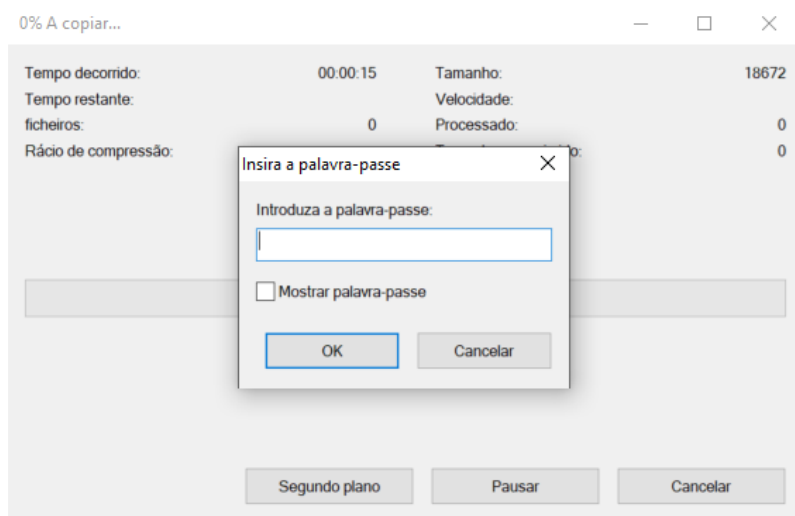 0% A copiar...
Tempo decorrido: 00:00:15 Tamanho: 18672
Tempo restante: Velocidade:
ficheiros: 0 Processado: 0
Rácio de compressão: 0
Insira a palavra-passe
Introduza a palavra-passe:
Mostrar palavra-passe
OK Cancelar
Segundo plano Pausar Cancelar